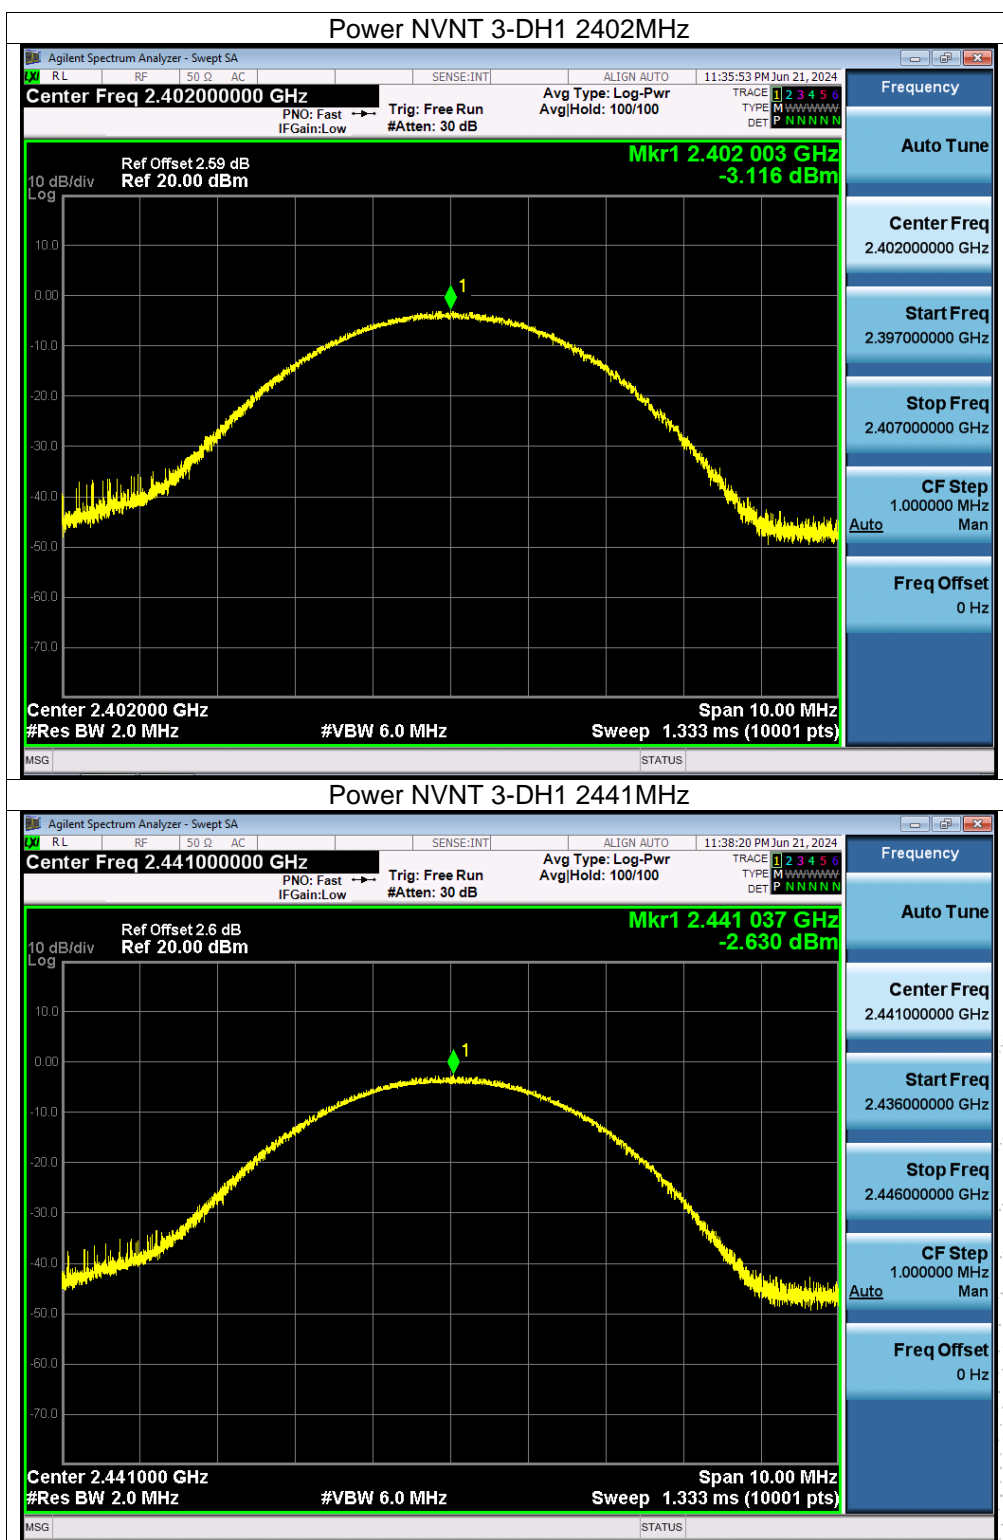 Power NVNT 3-DH1 2402MHz
Agilent Spectrum Analyzer - Swept SA
LXI RL RF 50 Ω AC SENSE:INT ALIGN AUTO 11:35:53 PM Jun 21, 2024
Center Freq 2.402000000 GHz
PNO: Fast
IFGain:Low
Trig: Free Run
#Atten: 30 dB
Avg Type: Log-Pwr
Avg|Hold: 100/100
TRACE 1 2 3 4 5 6
TYPE M WWWWW
DET P N N N N N
Frequency
Auto Tune
Center Freq
2.402000000 GHz
Start Freq
2.397000000 GHz
Stop Freq
2.407000000 GHz
CF Step
1.000000 MHz
Auto Man
Freq Offset
0 Hz
Mkr1 2.402 003 GHz
-3.116 dBm
Ref Offset 2.59 dB
10 dB/div Ref 20.00 dBm
Log
1
10.0
0.00
-10.0
-20.0
-30.0
-40.0
-50.0
-60.0
-70.0
Center 2.402000 GHz Span 10.00 MHz
#Res BW 2.0 MHz #VBW 6.0 MHz Sweep 1.333 ms (10001 pts)
MSG STATUS
Power NVNT 3-DH1 2441MHz
Agilent Spectrum Analyzer - Swept SA
LXI RL RF 50 Ω AC SENSE:INT ALIGN AUTO 11:38:20 PM Jun 21, 2024
Center Freq 2.441000000 GHz
PNO: Fast
IFGain:Low
Trig: Free Run
#Atten: 30 dB
Avg Type: Log-Pwr
Avg|Hold: 100/100
TRACE 1 2 3 4 5 6
TYPE M WWWWW
DET P N N N N N
Frequency
Auto Tune
Center Freq
2.441000000 GHz
Start Freq
2.436000000 GHz
Stop Freq
2.446000000 GHz
CF Step
1.000000 MHz
Auto Man
Freq Offset
0 Hz
Mkr1 2.441 037 GHz
-2.630 dBm
Ref Offset 2.6 dB
10 dB/div Ref 20.00 dBm
Log
1
10.0
0.00
-10.0
-20.0
-30.0
-40.0
-50.0
-60.0
-70.0
Center 2.441000 GHz Span 10.00 MHz
#Res BW 2.0 MHz #VBW 6.0 MHz Sweep 1.333 ms (10001 pts)
MSG STATUS